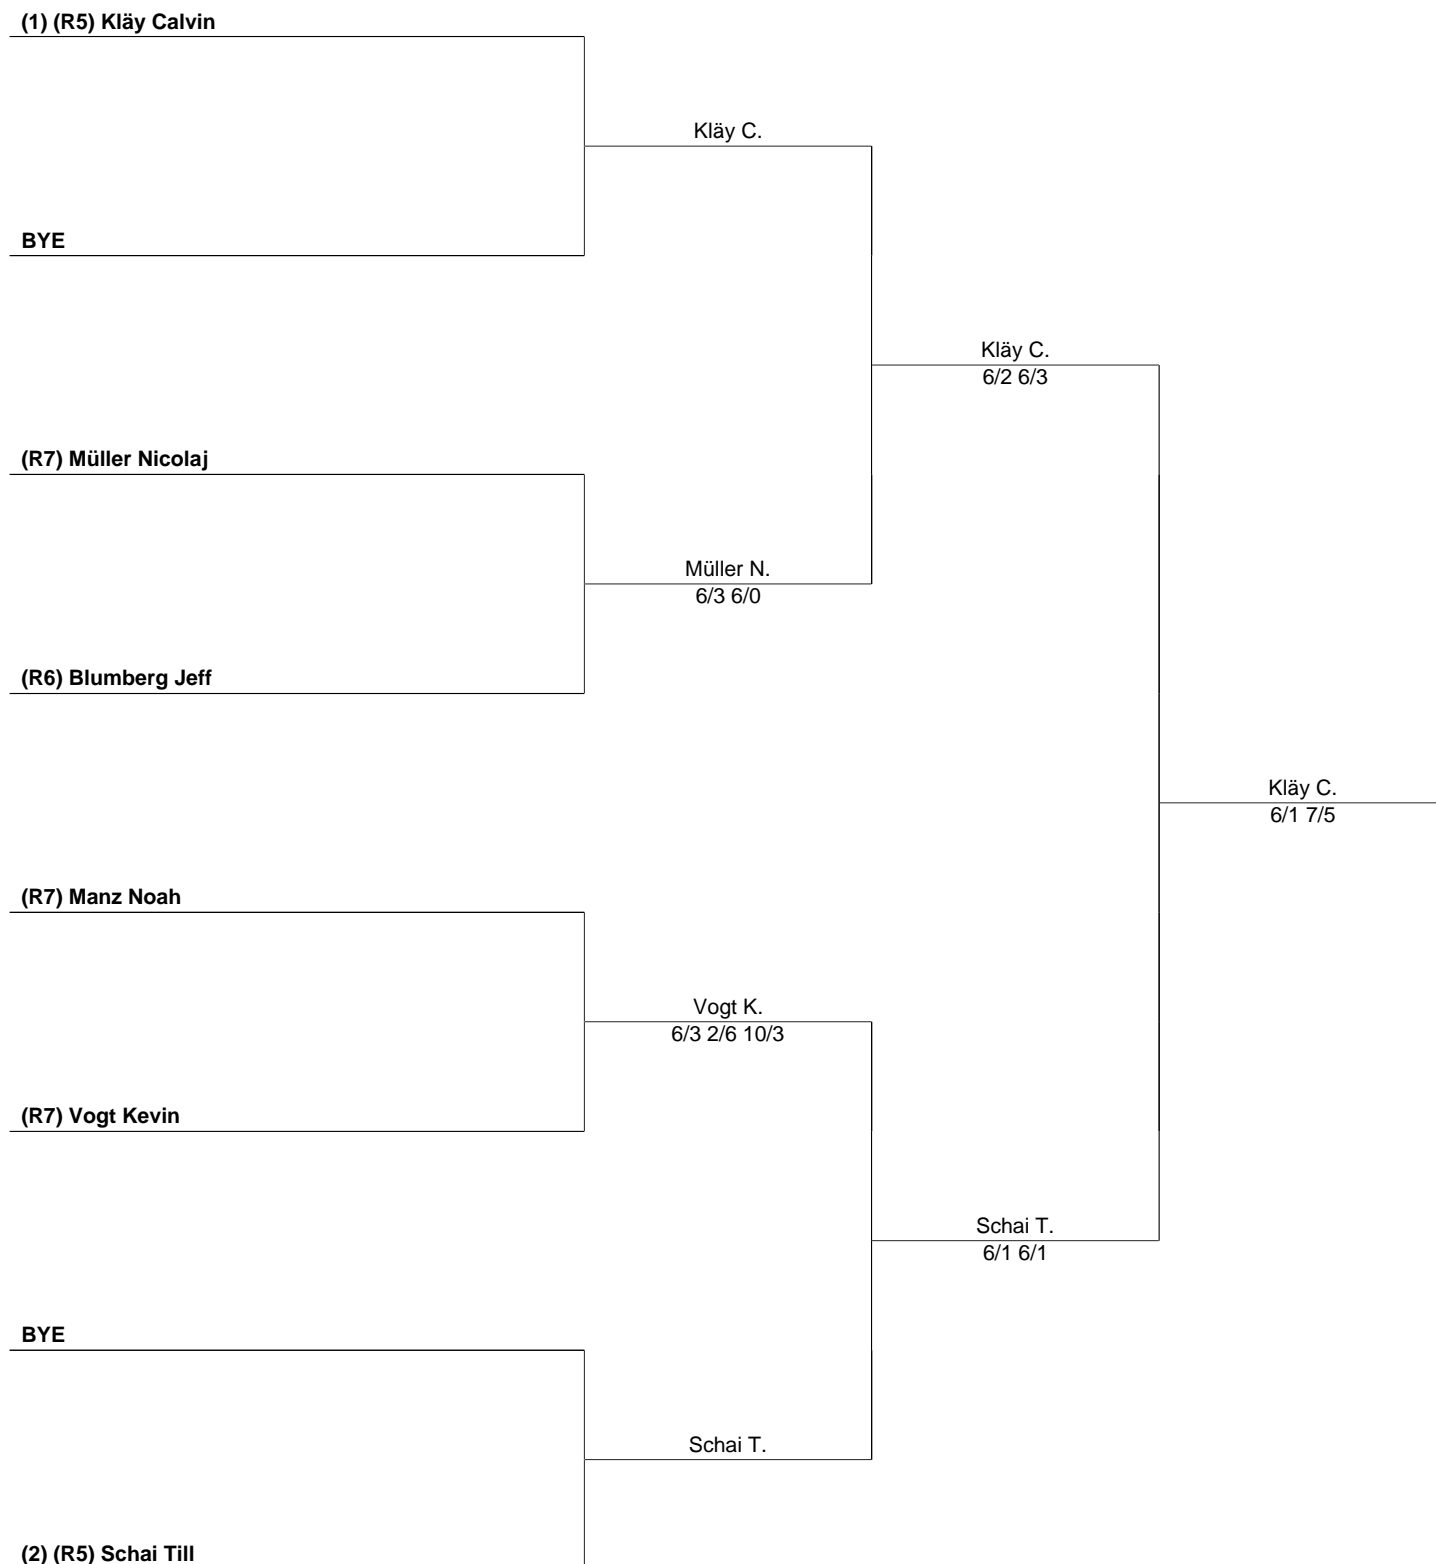 (1) (R5) Kläy Calvin
Kläy C.
BYE
Kläy C.
6/2 6/3
(R7) Müller Nicolaj
Müller N.
6/3 6/0
(R6) Blumberg Jeff
Kläy C.
6/1 7/5
(R7) Manz Noah
Vogt K.
6/3 2/6 10/3
(R7) Vogt Kevin
Schai T.
6/1 6/1
BYE
Schai T.
(2) (R5) Schai Till